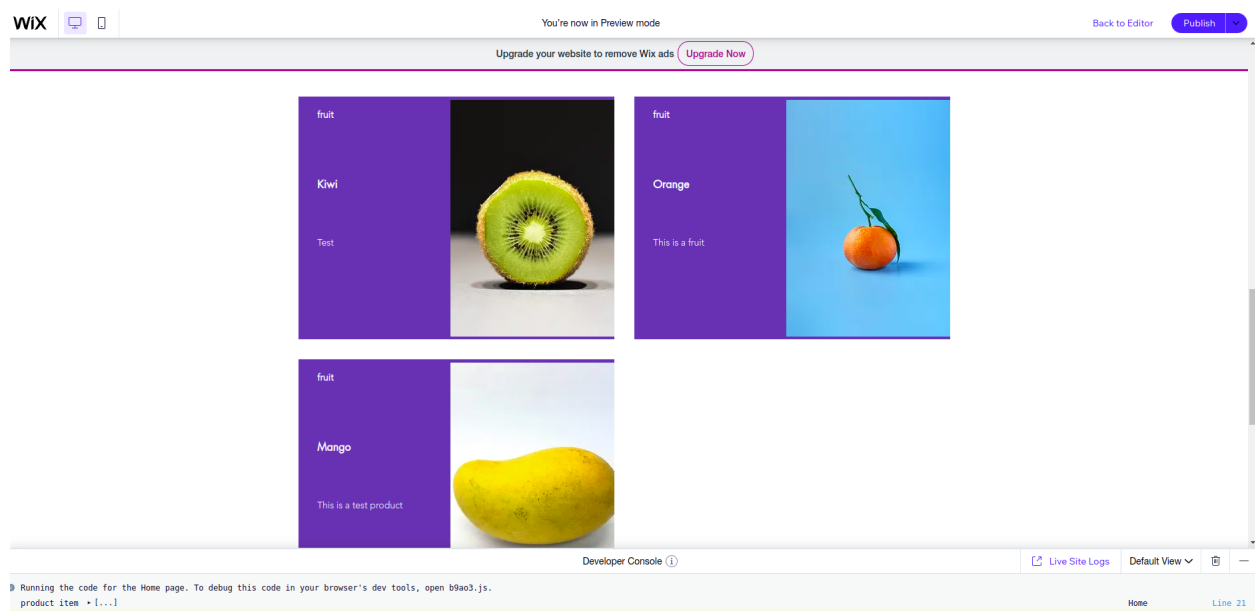 WiX
You're now in Preview mode
Back to Editor
Publish
Upgrade your website to remove Wix ads
Upgrade Now
fruit
Kiwi
Test
fruit
Orange
This is a fruit
fruit
Mango
This is a test product
Developer Console
Live Site Logs
Default View
Running the code for the Home page. To debug this code in your browser's dev tools, open b9ao3.js.
product item ▸ [...]
Home
Line 21